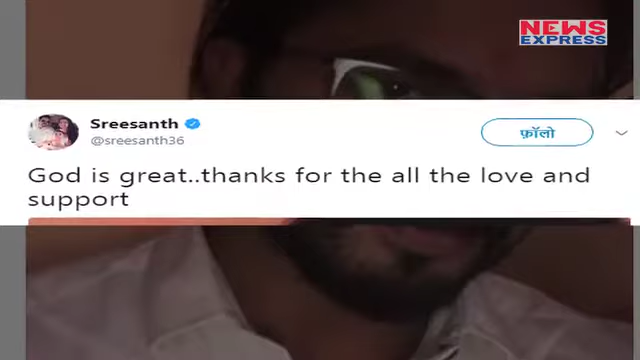 NEWS
EXPRESS
Sreesanth
@sreesanth36
फ़ॉलो
God is great..thanks for the all the love and
support